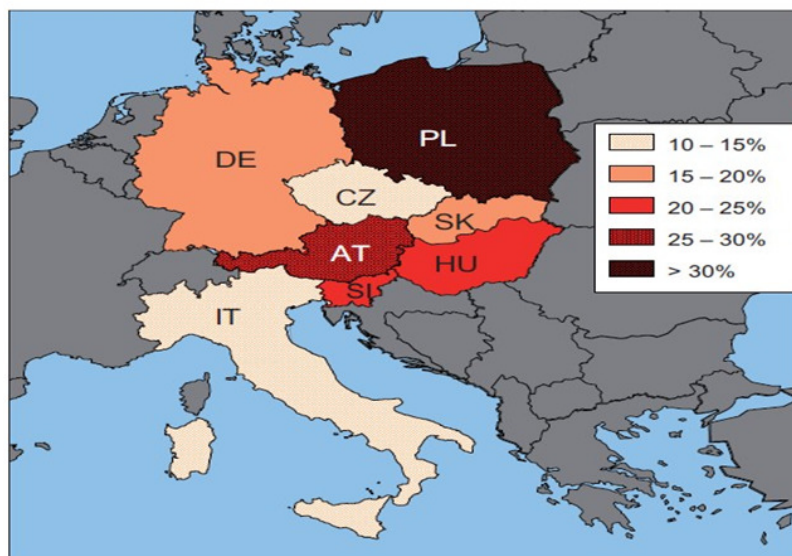 PL
DE
CZ
SK
AT
HU
SI
IT
10 – 15%
15 – 20%
20 – 25%
25 – 30%
> 30%